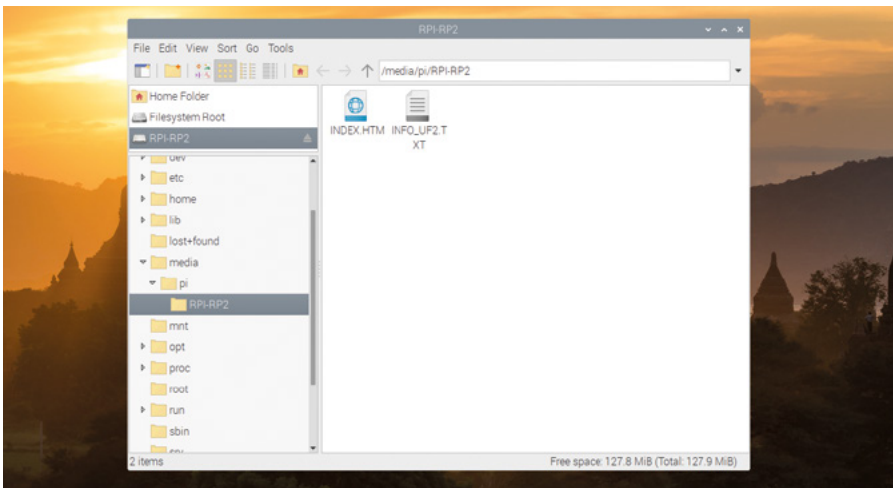 RPI-RP2
File Edit View Sort Go Tools
/media/pi/RPI-RP2
Home Folder
Filesystem Root
RPI-RP2
dev
etc
home
lib
lost+found
media
pi
RPI-RP2
mnt
opt
proc
root
run
sbin
INDEX.HTM
INFO_UF2.T
XT
2 items
Free space: 127.8 MiB (Total: 127.9 MiB)